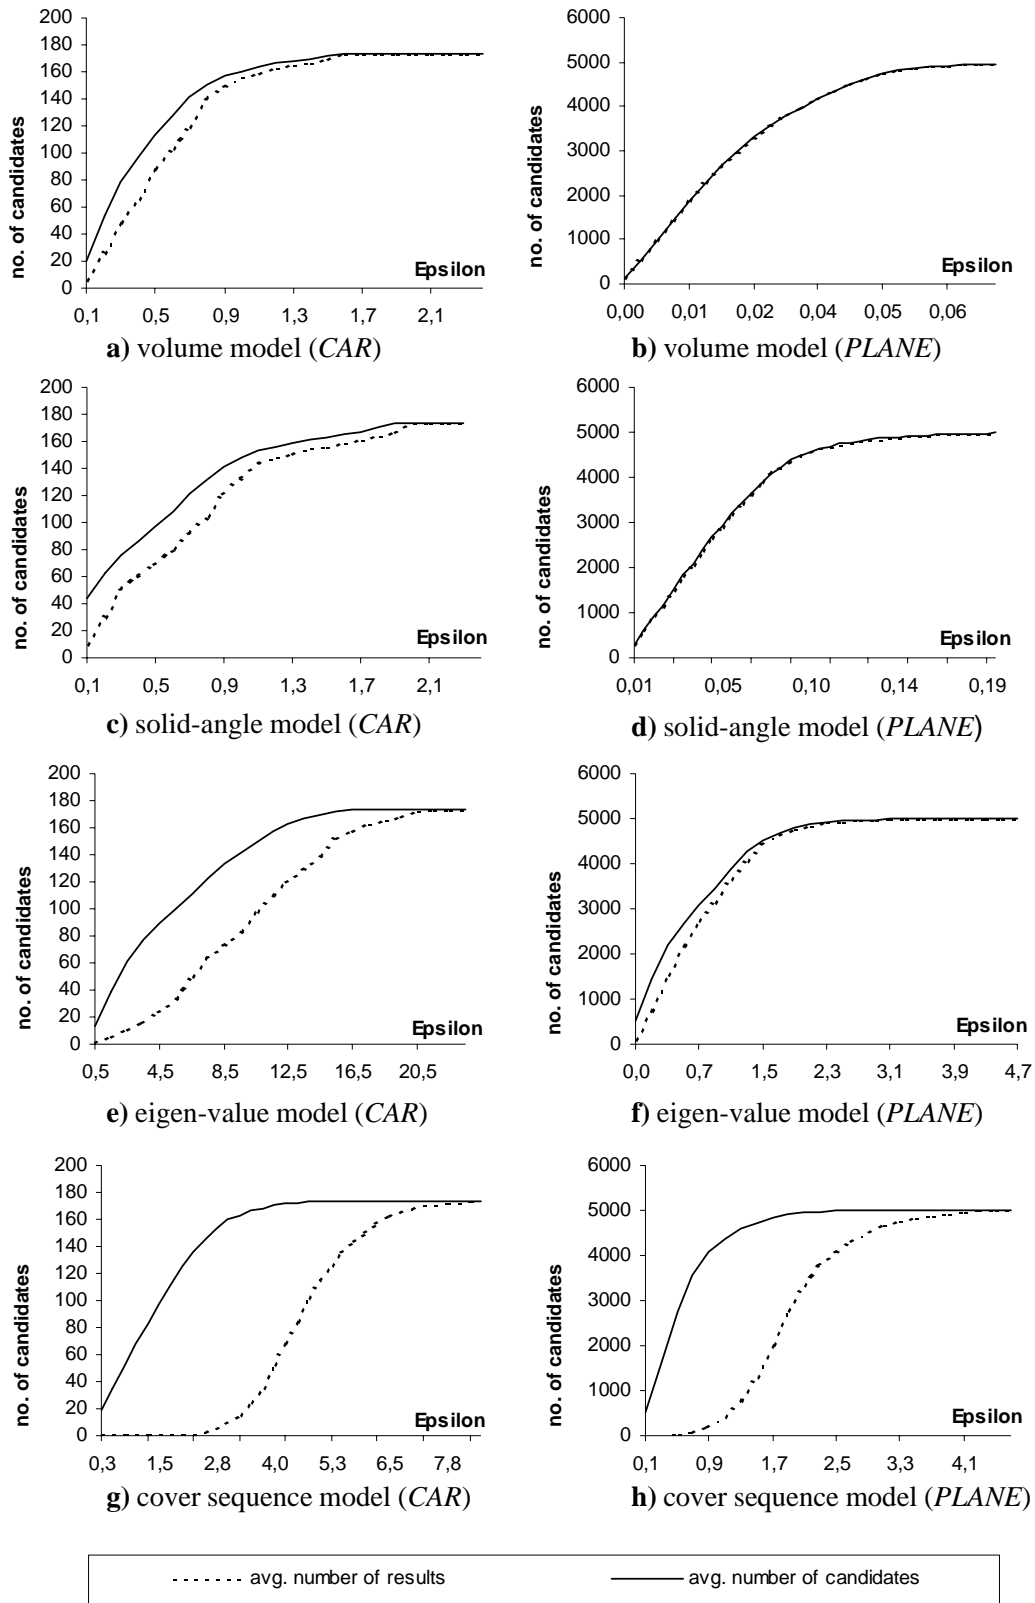 200
180
160
140
120
100
80
60
40
20
0
no. of candidates
Epsilon
0,1 0,5 0,9 1,3 1,7 2,1
a) volume model (CAR)
6000
5000
4000
3000
2000
1000
0
no. of candidates
Epsilon
0,00 0,01 0,02 0,04 0,05 0,06
b) volume model (PLANE)
200
180
160
140
120
100
80
60
40
20
0
no. of candidates
Epsilon
0,1 0,5 0,9 1,3 1,7 2,1
c) solid-angle model (CAR)
6000
5000
4000
3000
2000
1000
0
no. of candidates
Epsilon
0,01 0,05 0,10 0,14 0,19
d) solid-angle model (PLANE)
200
180
160
140
120
100
80
60
40
20
0
no. of candidates
Epsilon
0,5 4,5 8,5 12,5 16,5 20,5
e) eigen-value model (CAR)
6000
5000
4000
3000
2000
1000
0
no. of candidates
Epsilon
0,0 0,7 1,5 2,3 3,1 3,9 4,7
f) eigen-value model (PLANE)
200
180
160
140
120
100
80
60
40
20
0
no. of candidates
Epsilon
0,3 1,5 2,8 4,0 5,3 6,5 7,8
g) cover sequence model (CAR)
6000
5000
4000
3000
2000
1000
0
no. of candidates
Epsilon
0,1 0,9 1,7 2,5 3,3 4,1
h) cover sequence model (PLANE)
avg. number of results avg. number of candidates